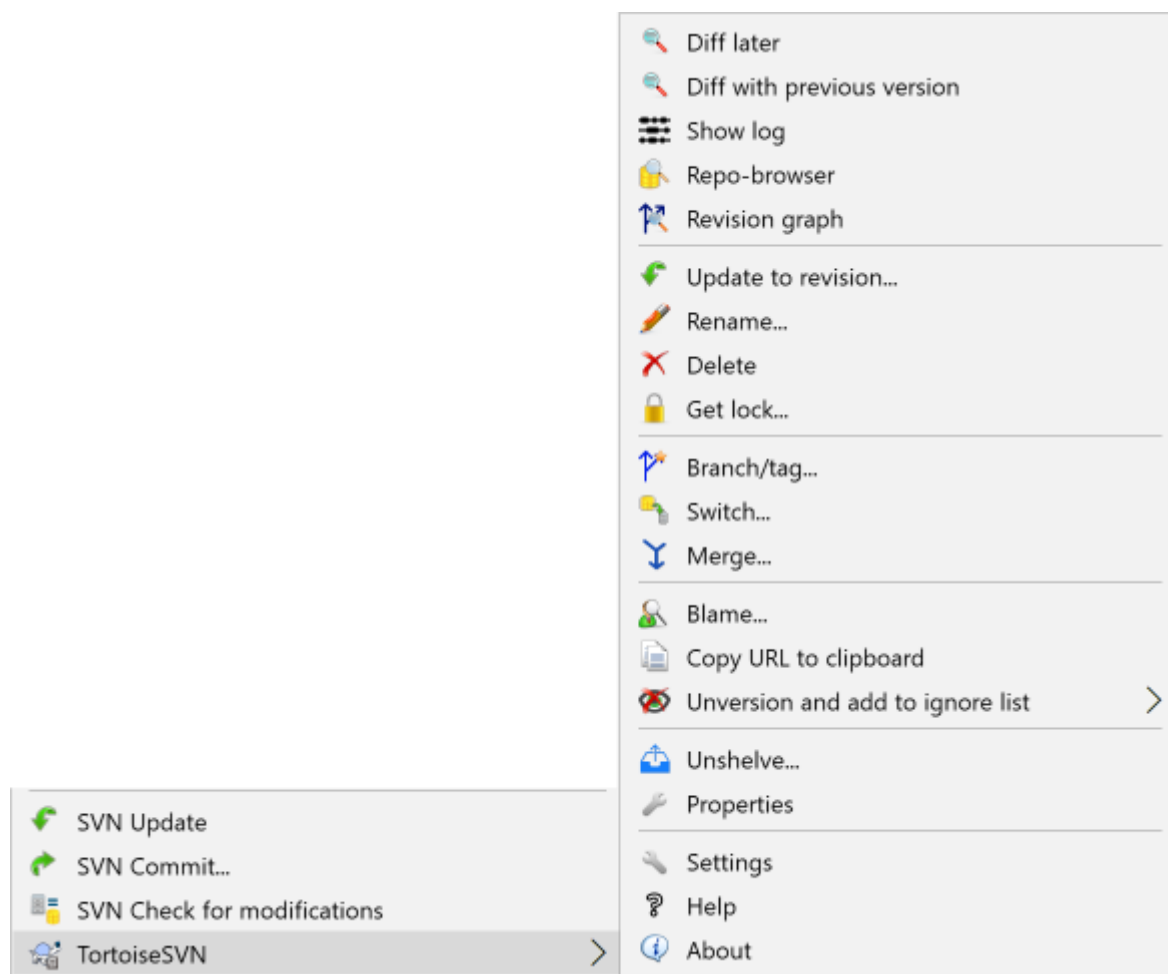 Diff later
Diff with previous version
Show log
Repo-browser
Revision graph
Update to revision...
Rename...
Delete
Get lock...
Branch/tag...
Switch...
Merge...
Blame...
Copy URL to clipboard
Unversion and add to ignore list
Unshelve...
Properties
Settings
Help
About
SVN Update
SVN Commit...
SVN Check for modifications
TortoiseSVN